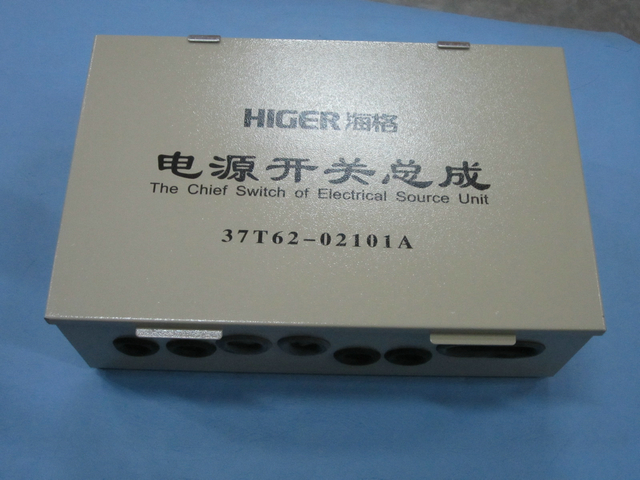 HIGER海格
电源开关总成
The Chief Switch of Electrical Source Unit
37T62-02101A